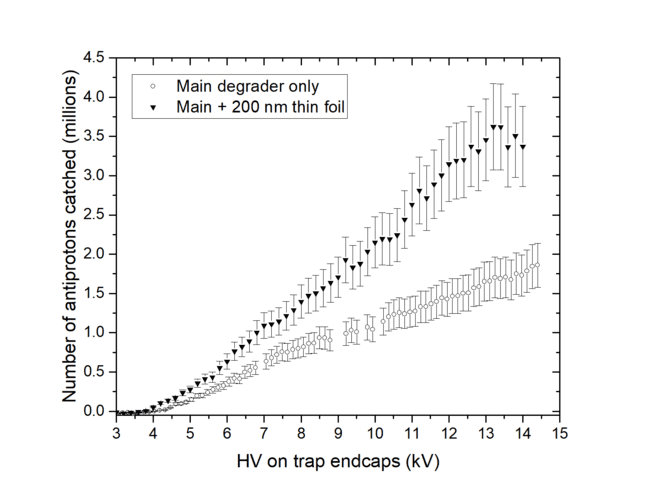 4.5
4.0
3.5
3.0
2.5
2.0
1.5
1.0
0.5
0.0
Number of antiprotons catched (millions)
Main degrader only
Main + 200 nm thin foil
3 4 5 6 7 8 9 10 11 12 13 14 15
HV on trap endcaps (kV)